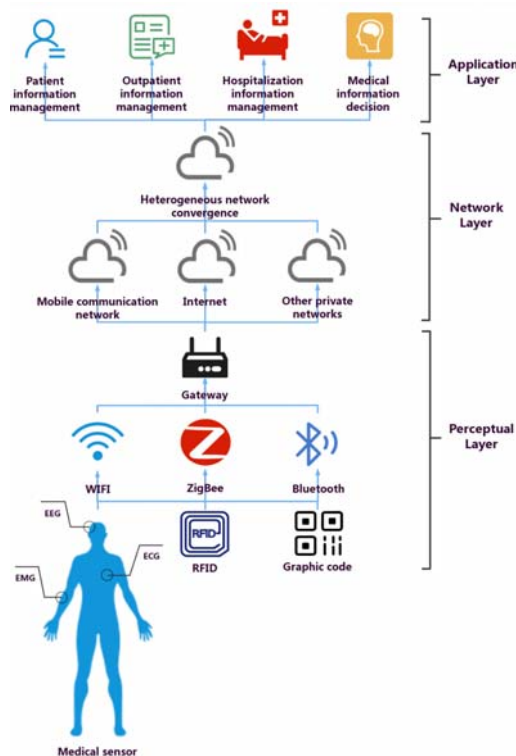 Patient
information
management
Outpatient
information
management
Hospitalization
information
management
Medical
information
decision
Application
Layer
Heterogeneous network
convergence
Network
Layer
Mobile communication
network
Internet
Other private
networks
Gateway
Perceptual
Layer
WIFI
ZigBee
Bluetooth
EEG
EMG
ECG
RFID
RFID
Graphic code
Medical sensor